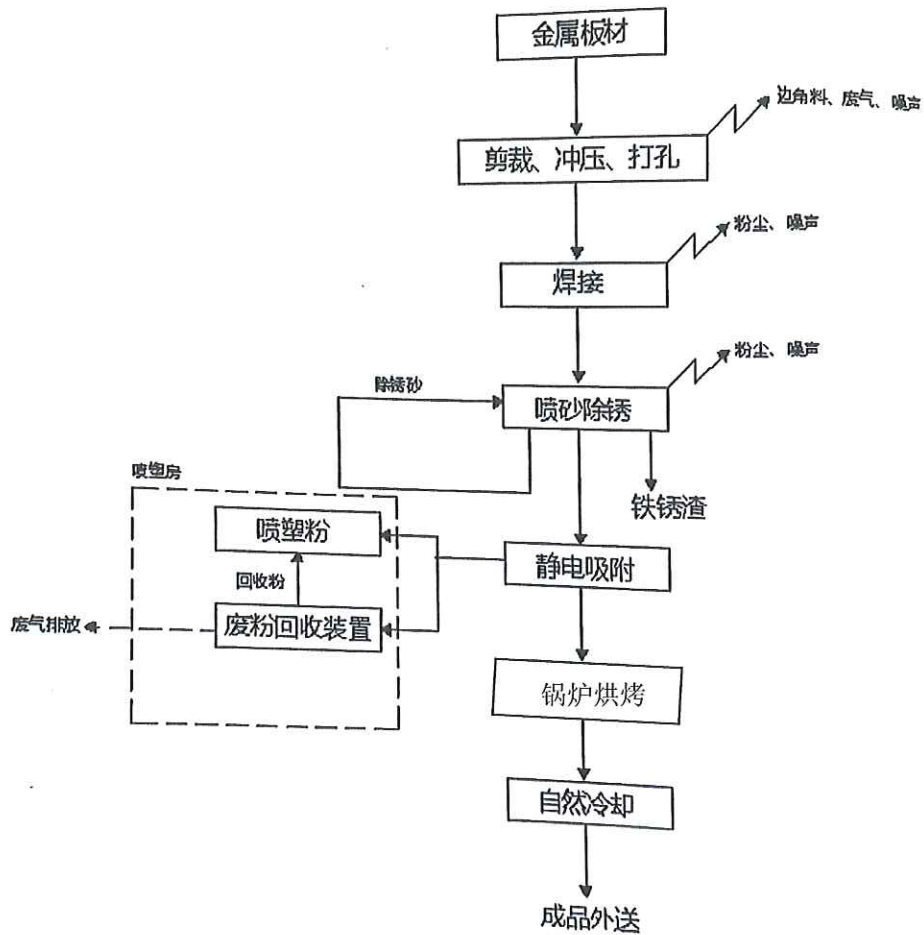 金属板材
边角料、废气、噪声
剪裁、冲压、打孔
粉尘、噪声
焊接
粉尘、噪声
除锈砂
喷砂除锈
喷塑房
铁锈渣
喷塑粉
静电吸附
回收粉
废气排放
废粉回收装置
锅炉烘烤
自然冷却
成品外送